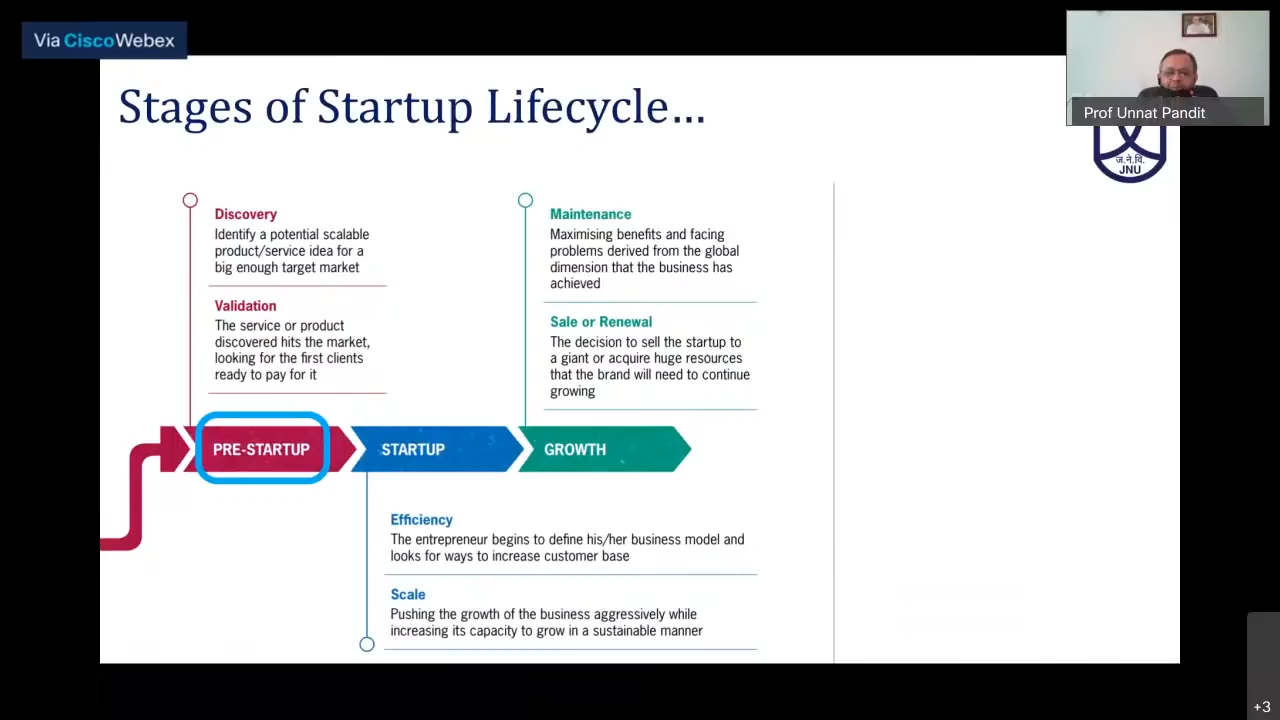 Via CiscoWebex
Prof Unnat Pandit
Stages of Startup Lifecycle...
ज.ने.वि.
JNU
Discovery
Identify a potential scalable
product/service idea for a
big enough target market
Validation
The service or product
discovered hits the market,
looking for the first clients
ready to pay for it
Maintenance
Maximising benefits and facing
problems derived from the global
dimension that the business has
achieved
Sale or Renewal
The decision to sell the startup to
a giant or acquire huge resources
that the brand will need to continue
growing
PRE-STARTUP
STARTUP
GROWTH
Efficiency
The entrepreneur begins to define his/her business model and
looks for ways to increase customer base
Scale
Pushing the growth of the business aggressively while
increasing its capacity to grow in a sustainable manner
+3